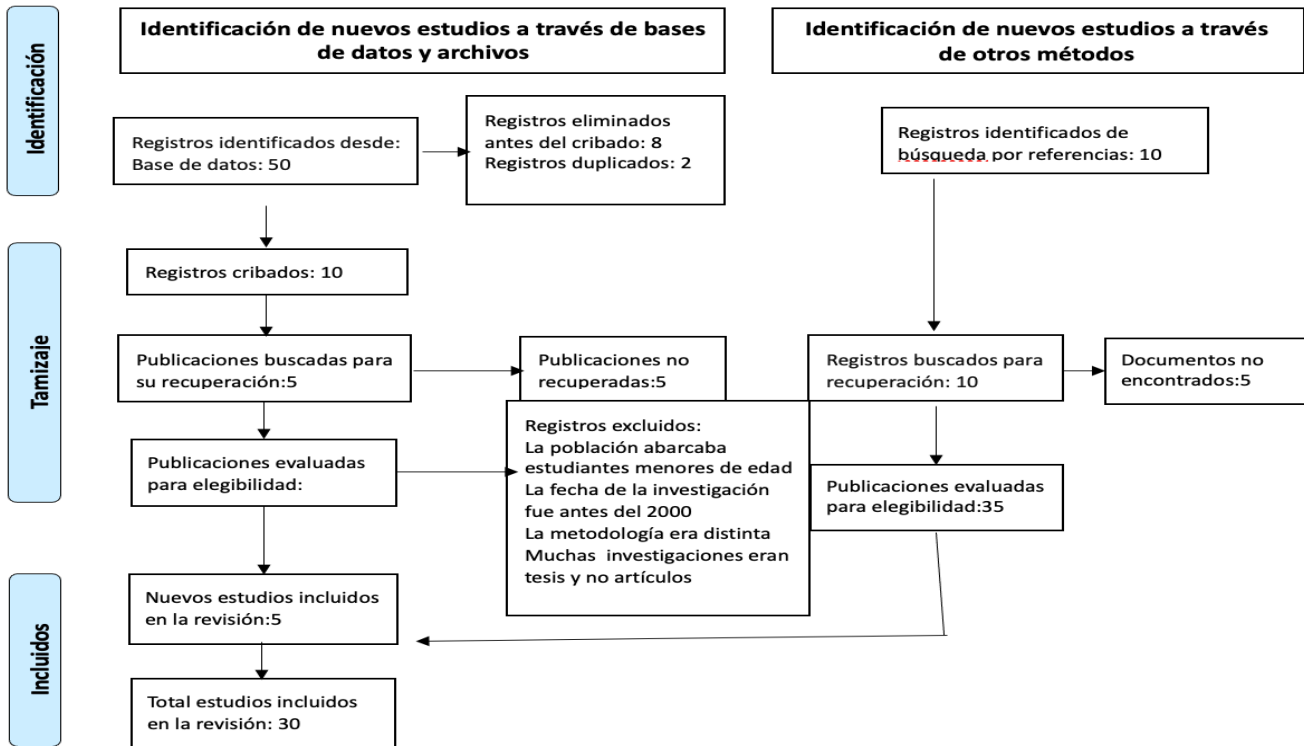 Identificación
Identificación de nuevos estudios a través de bases
de datos y archivos
Identificación de nuevos estudios a través
de otros métodos
Registros identificados desde:
Base de datos: 50
Registros eliminados
antes del cribado: 8
Registros duplicados: 2
Registros identificados de
búsqueda por referencias: 10
Tamizaje
Registros cribados: 10
Publicaciones buscadas para
su recuperación:5
Publicaciones no
recuperadas:5
Registros buscados para
recuperación: 10
Documentos no
encontrados:5
Publicaciones evaluadas
para elegibilidad:
Registros excluidos:
La población abarcaba
estudiantes menores de edad
La fecha de la investigación
fue antes del 2000
La metodología era distinta
Muchas investigaciones eran
tesis y no artículos
Publicaciones evaluadas
para elegibilidad:35
Incluidos
Nuevos estudios incluidos
en la revisión:5
Total estudios incluidos
en la revisión: 30